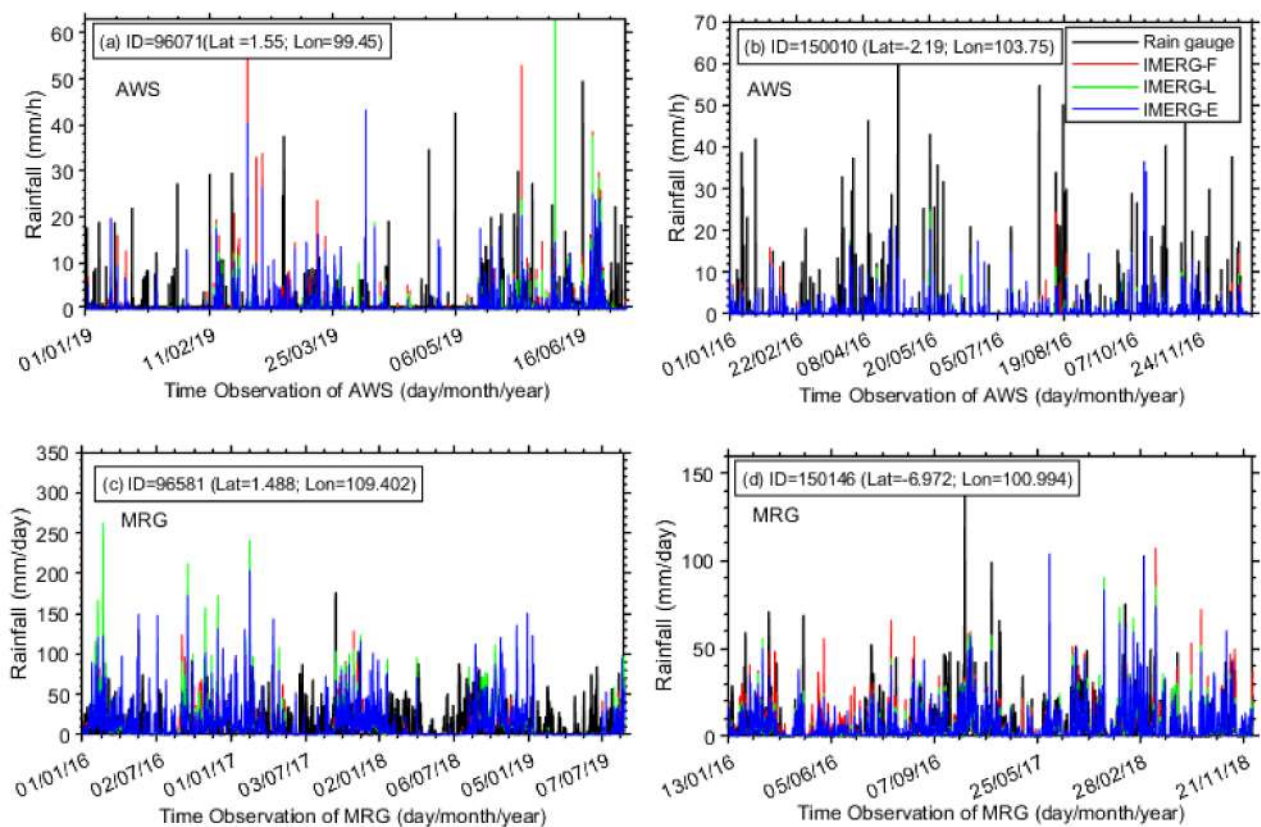 (a) ID=96071(Lat =1.55; Lon=99.45)
AWS
Rainfall (mm/h)
60
50
40
30
20
10
0
01/01/19
11/02/19
25/03/19
06/05/19
16/06/19
Time Observation of AWS (day/month/year)
(b) ID=150010 (Lat=-2.19; Lon=103.75)
AWS
Rain gauge
IMERG-F
IMERG-L
IMERG-E
Rainfall (mm/h)
70
60
50
40
30
20
10
0
01/01/16
22/02/16
08/04/16
20/05/16
05/07/16
19/08/16
07/10/16
24/11/16
Time Observation of AWS (day/month/year)
(c) ID=96581 (Lat=1.488; Lon=109.402)
MRG
Rainfall (mm/day)
350
300
250
200
150
100
50
0
01/01/16
02/07/16
01/01/17
03/07/17
02/01/18
06/07/18
05/01/19
07/07/19
Time Observation of MRG (day/month/year)
(d) ID=150146 (Lat=-6.972; Lon=100.994)
MRG
Rainfall (mm/day)
150
100
50
0
13/01/16
05/06/16
07/09/16
25/05/17
28/02/18
21/11/18
Time Observation of MRG (day/month/year)